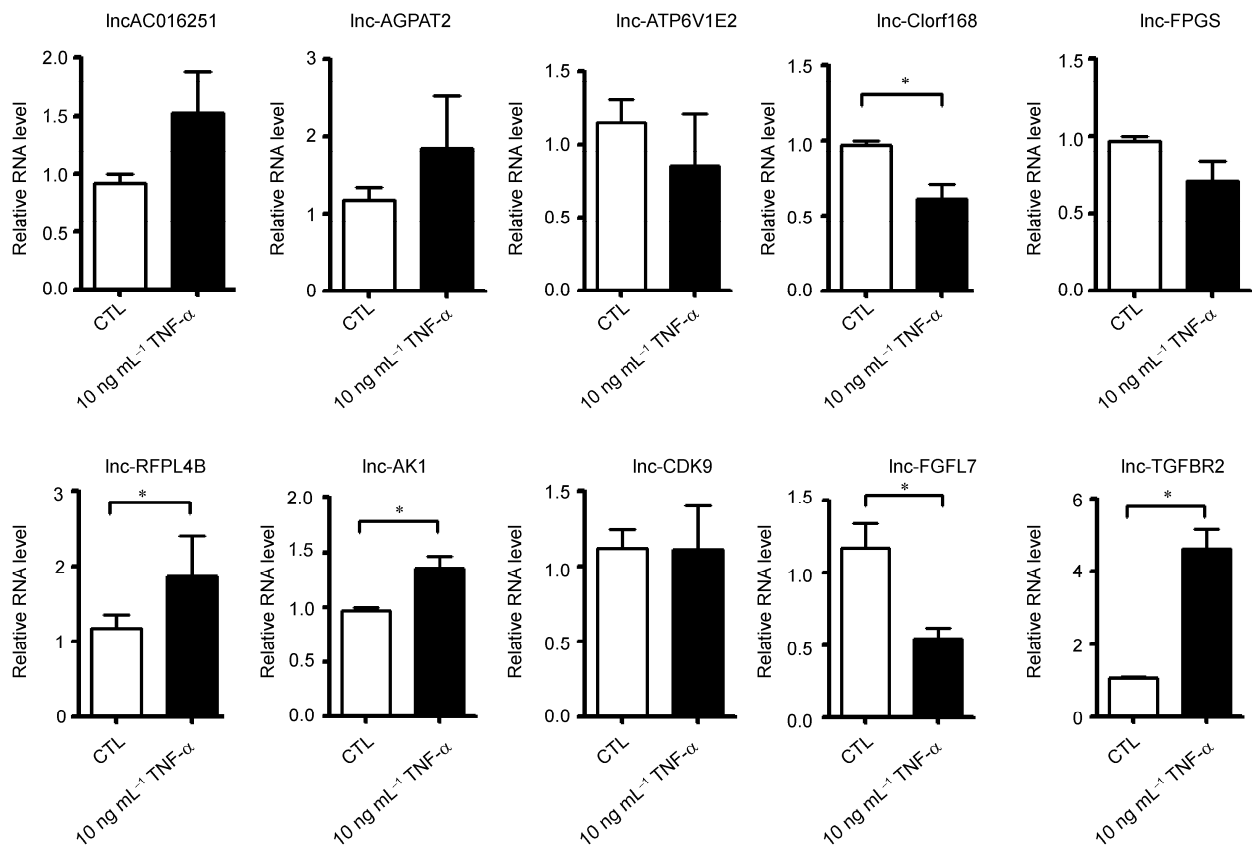 lncAC016251
lnc-AGPAT2
lnc-ATP6V1E2
lnc-Clorf168
lnc-FPGS
Relative RNA level
2.0
1.5
1.0
0.5
0.0
CTL
10 ng mL⁻¹ TNF-α
Relative RNA level
3
2
1
0
CTL
10 ng mL⁻¹ TNF-α
Relative RNA level
1.5
1.0
0.5
0.0
CTL
10 ng mL⁻¹ TNF-α
Relative RNA level
1.5
1.0
0.5
0.0
*
CTL
10 ng mL⁻¹ TNF-α
Relative RNA level
1.5
1.0
0.5
0.0
CTL
10 ng mL⁻¹ TNF-α
lnc-RFPL4B
lnc-AK1
lnc-CDK9
lnc-FGFL7
lnc-TGFBR2
Relative RNA level
3
2
1
0
*
CTL
10 ng mL⁻¹ TNF-α
Relative RNA level
2.0
1.5
1.0
0.5
0.0
*
CTL
10 ng mL⁻¹ TNF-α
Relative RNA level
1.5
1.0
0.5
0.0
CTL
10 ng mL⁻¹ TNF-α
Relative RNA level
1.5
1.0
0.5
0.0
*
CTL
10 ng mL⁻¹ TNF-α
Relative RNA level
6
4
2
0
*
CTL
10 ng mL⁻¹ TNF-α